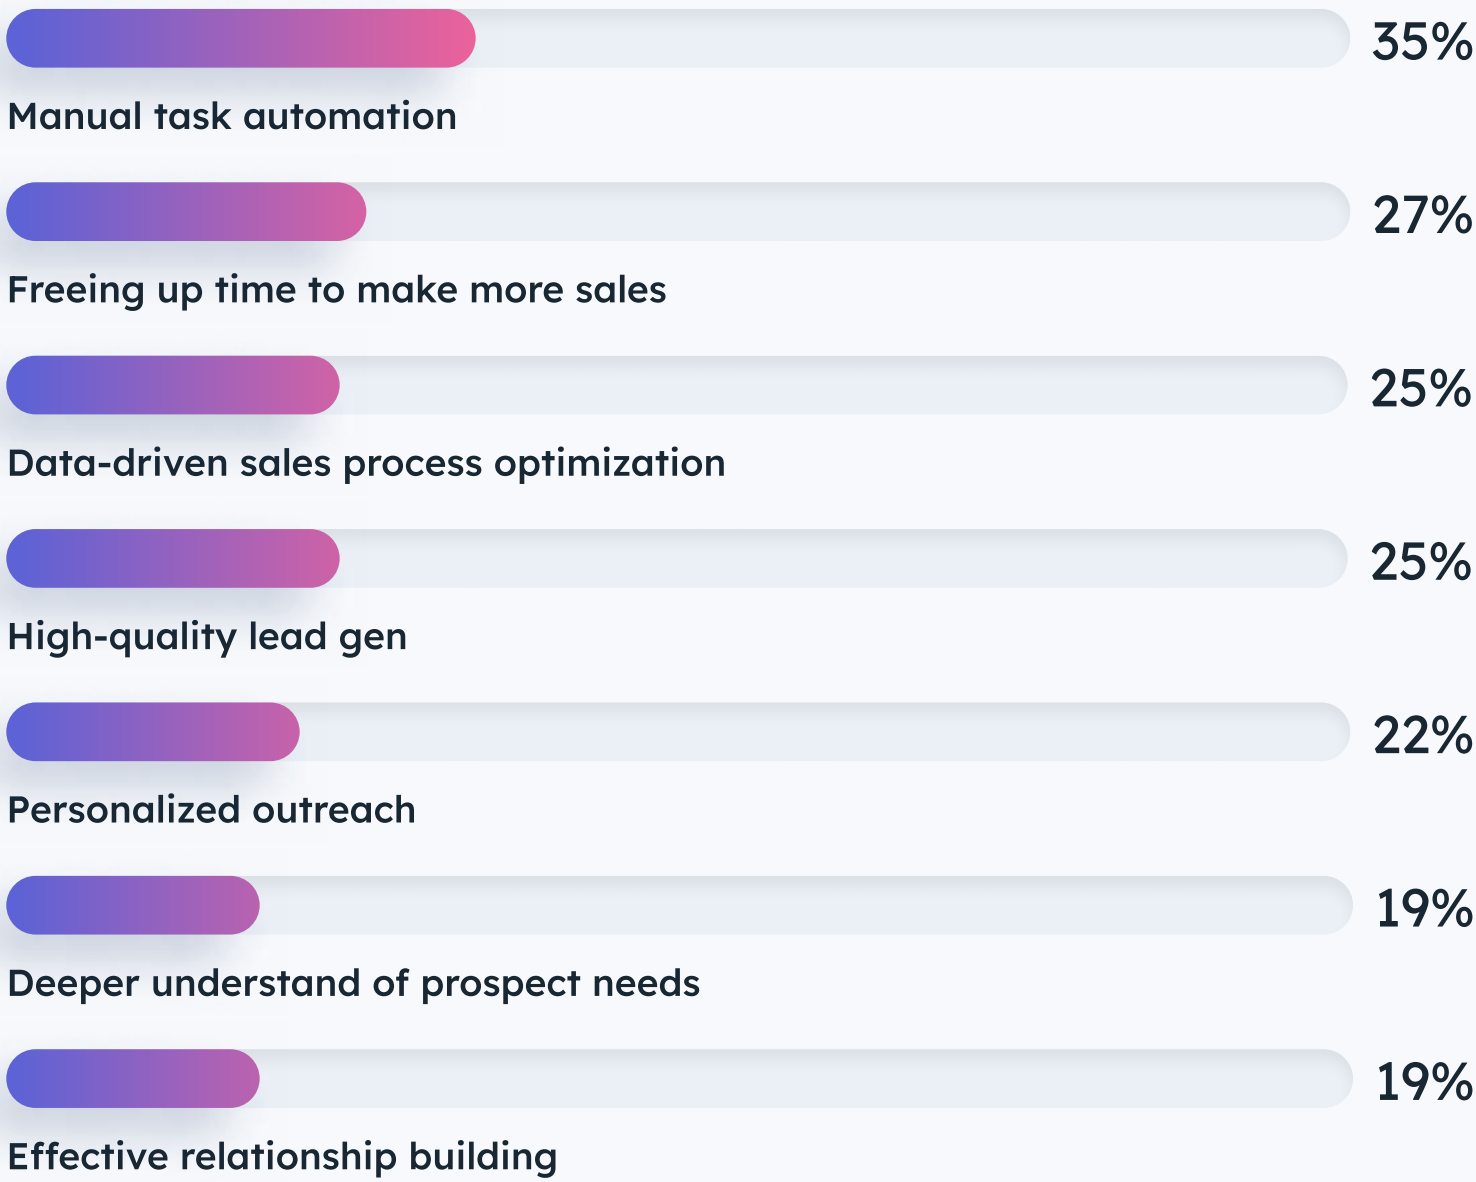 35%
Manual task automation
27%
Freeing up time to make more sales
25%
Data-driven sales process optimization
25%
High-quality lead gen
22%
Personalized outreach
19%
Deeper understand of prospect needs
19%
Effective relationship building